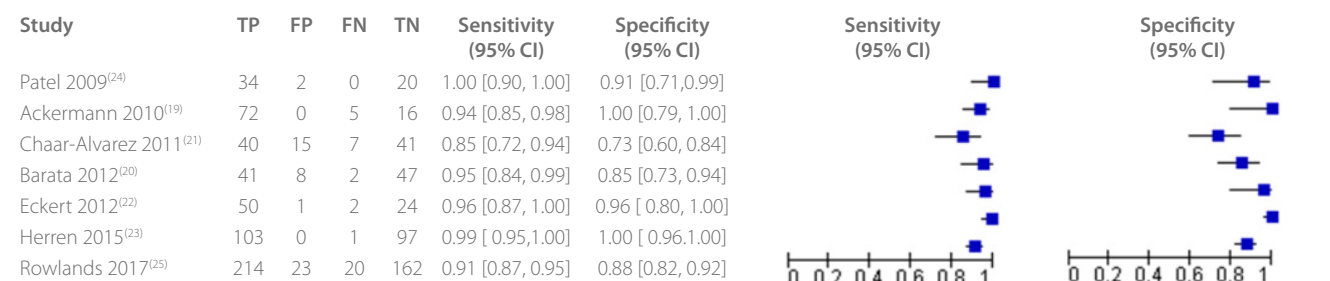 Study TP FP FN TN Sensitivity (95% CI) Specificity (95% CI) Sensitivity (95% CI) Specificity (95% CI)
Patel 2009(24) 34 2 0 20 1.00 [0.90, 1.00] 0.91 [0.71,0.99]
Ackermann 2010(19) 72 0 5 16 0.94 [0.85, 0.98] 1.00 [0.79, 1.00]
Chaar-Alvarez 2011(21) 40 15 7 41 0.85 [0.72, 0.94] 0.73 [0.60, 0.84]
Barata 2012(20) 41 8 2 47 0.95 [0.84, 0.99] 0.85 [0.73, 0.94]
Eckert 2012(22) 50 1 2 24 0.96 [0.87, 1.00] 0.96 [ 0.80, 1.00]
Herren 2015(23) 103 0 1 97 0.99 [ 0.95,1.00] 1.00 [ 0.96.1.00]
Rowlands 2017(25) 214 23 20 162 0.91 [0.87, 0.95] 0.88 [0.82, 0.92]
0 0.2 0.4 0.6 0.8 1 0 0.2 0.4 0.6 0.8 1